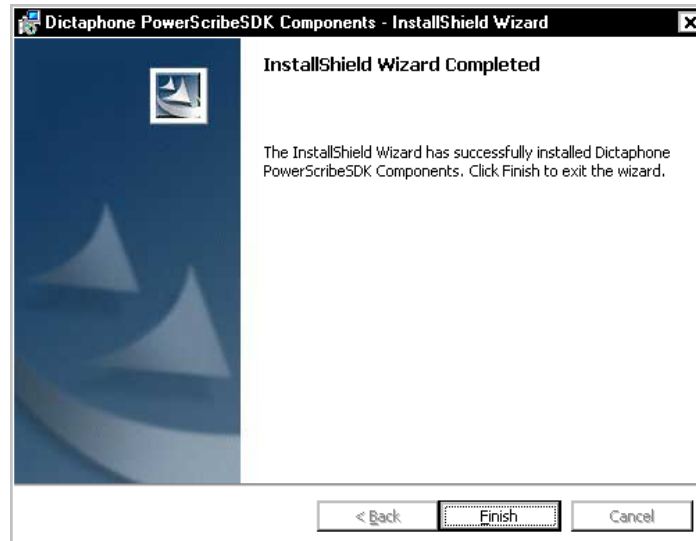 Dictaphone PowerScribeSDK Components - InstallShield Wizard
InstallShield Wizard Completed
The InstallShield Wizard has successfully installed Dictaphone
PowerScribeSDK Components. Click Finish to exit the wizard.
< Back Finish Cancel